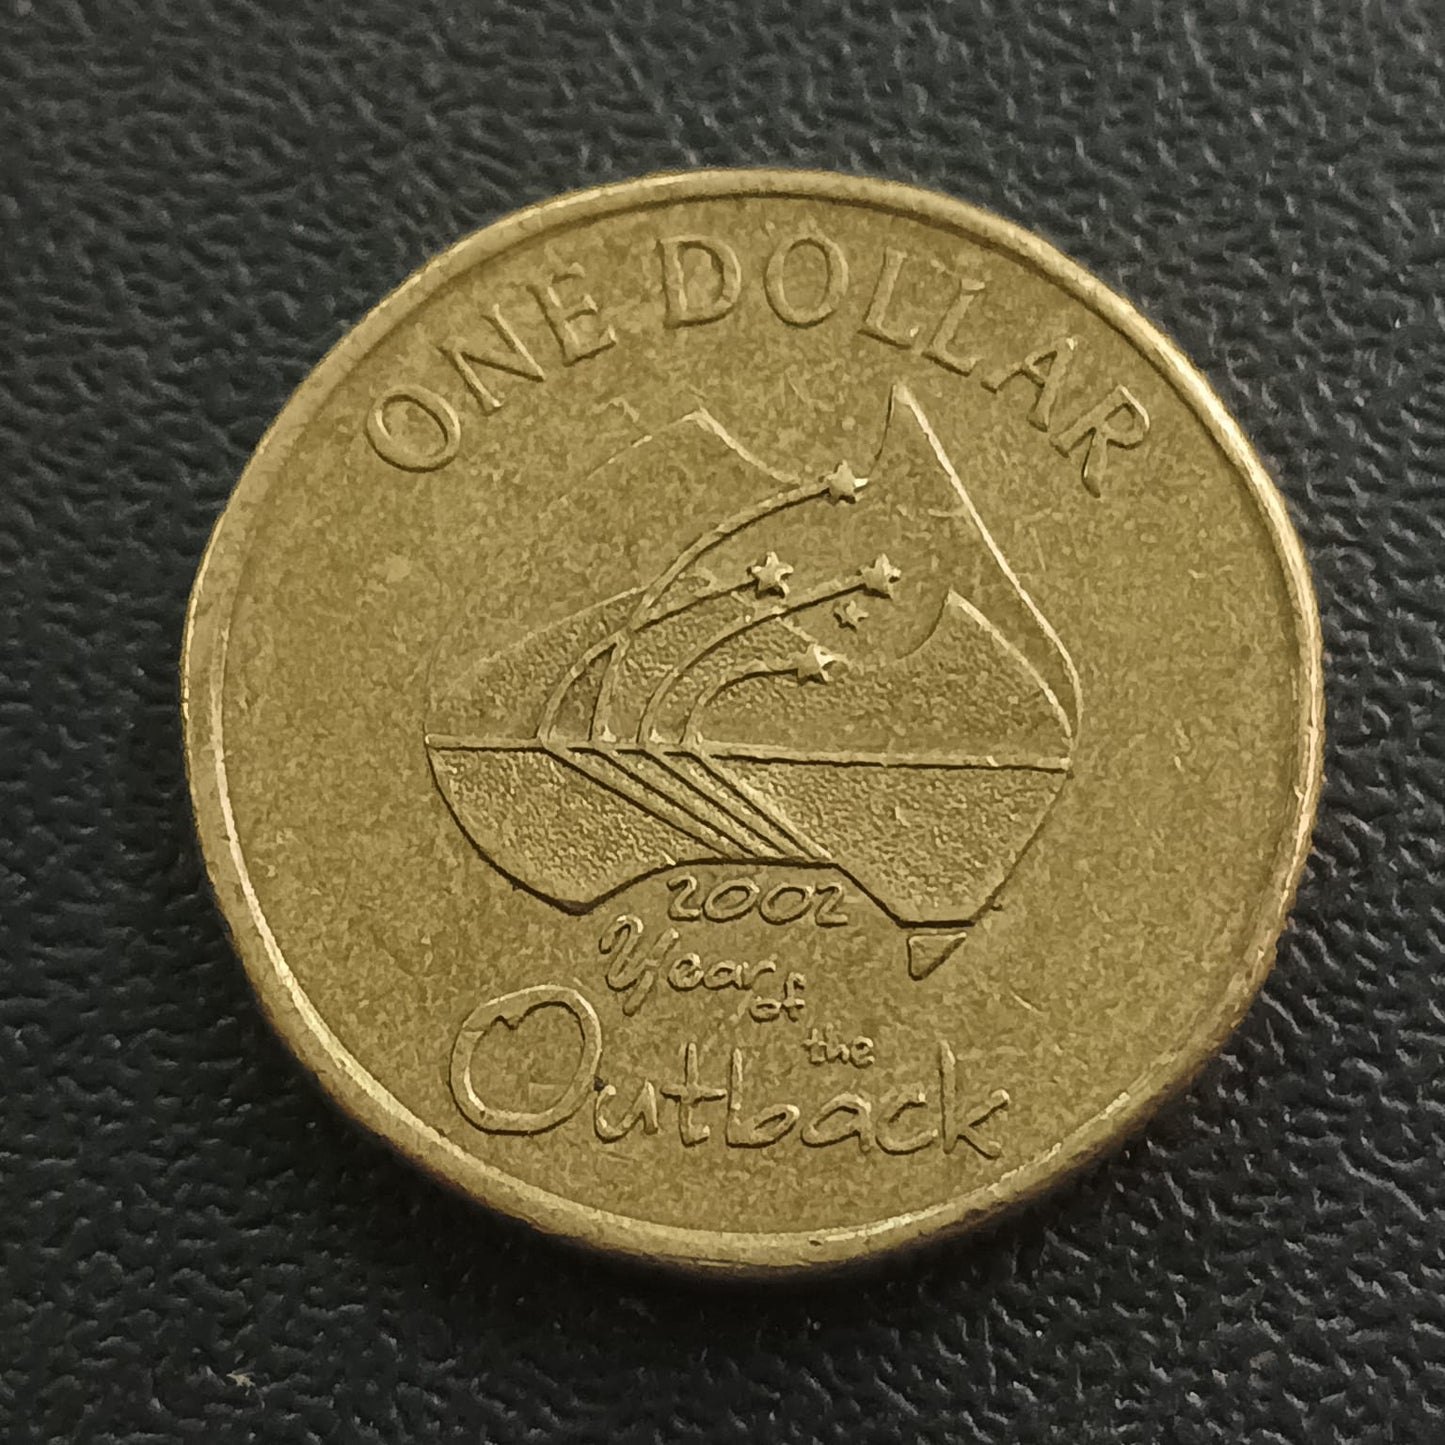 ONE DOLLAR
2002
Year
of
the
Outback